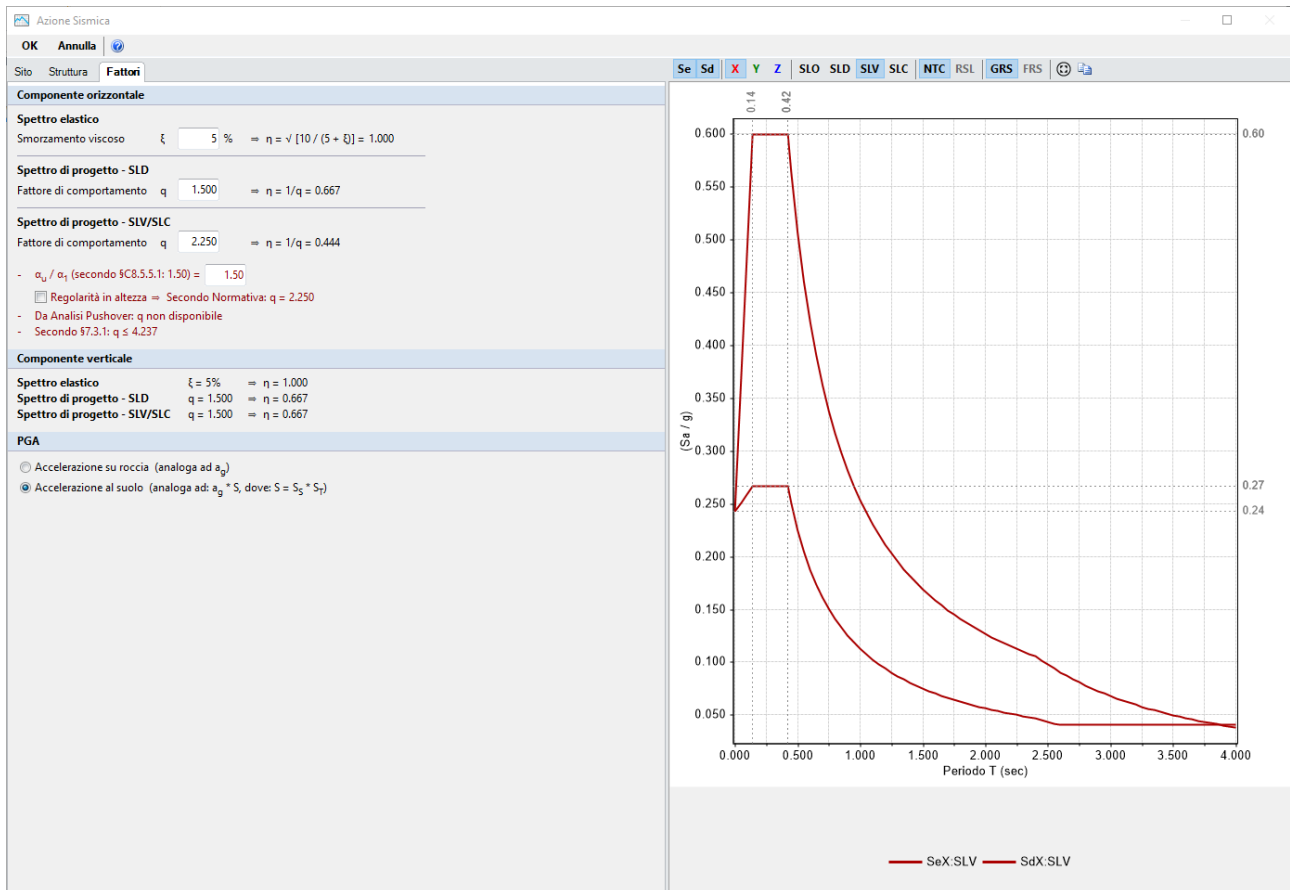 Azione Sismica
OK Annulla
Sito Struttura Fattori
Componente orizzontale
Spettro elastico
Smorzamento viscoso ξ 5 % ⇒ η = √ [10 / (5 + ξ)] = 1.000
Spettro di progetto - SLD
Fattore di comportamento q 1.500 ⇒ η = 1/q = 0.667
Spettro di progetto - SLV/SLC
Fattore di comportamento q 2.250 ⇒ η = 1/q = 0.444
- αu / α1 (secondo §C8.5.5.1: 1.50) = 1.50
Regolarità in altezza ⇒ Secondo Normativa: q = 2.250
- Da Analisi Pushover: q non disponibile
- Secondo §7.3.1: q ≤ 4.237
Componente verticale
Spettro elastico ξ = 5% ⇒ η = 1.000
Spettro di progetto - SLD q = 1.500 ⇒ η = 0.667
Spettro di progetto - SLV/SLC q = 1.500 ⇒ η = 0.667
PGA
Accelerazione su roccia (analoga ad ag)
Accelerazione al suolo (analoga ad: ag * S, dove: S = SS * ST)
Se Sd X Y Z SLO SLD SLV SLC NTC RSL GRS FRS
0.14 0.42
0.600 0.60
0.550
0.500
0.450
0.400
0.350
0.300
0.250
0.200
0.150
0.100
0.050
0.27
0.24
(Sa / g)
0.000 0.500 1.000 1.500 2.000 2.500 3.000 3.500 4.000
Periodo T (sec)
SeX:SLV SdX:SLV